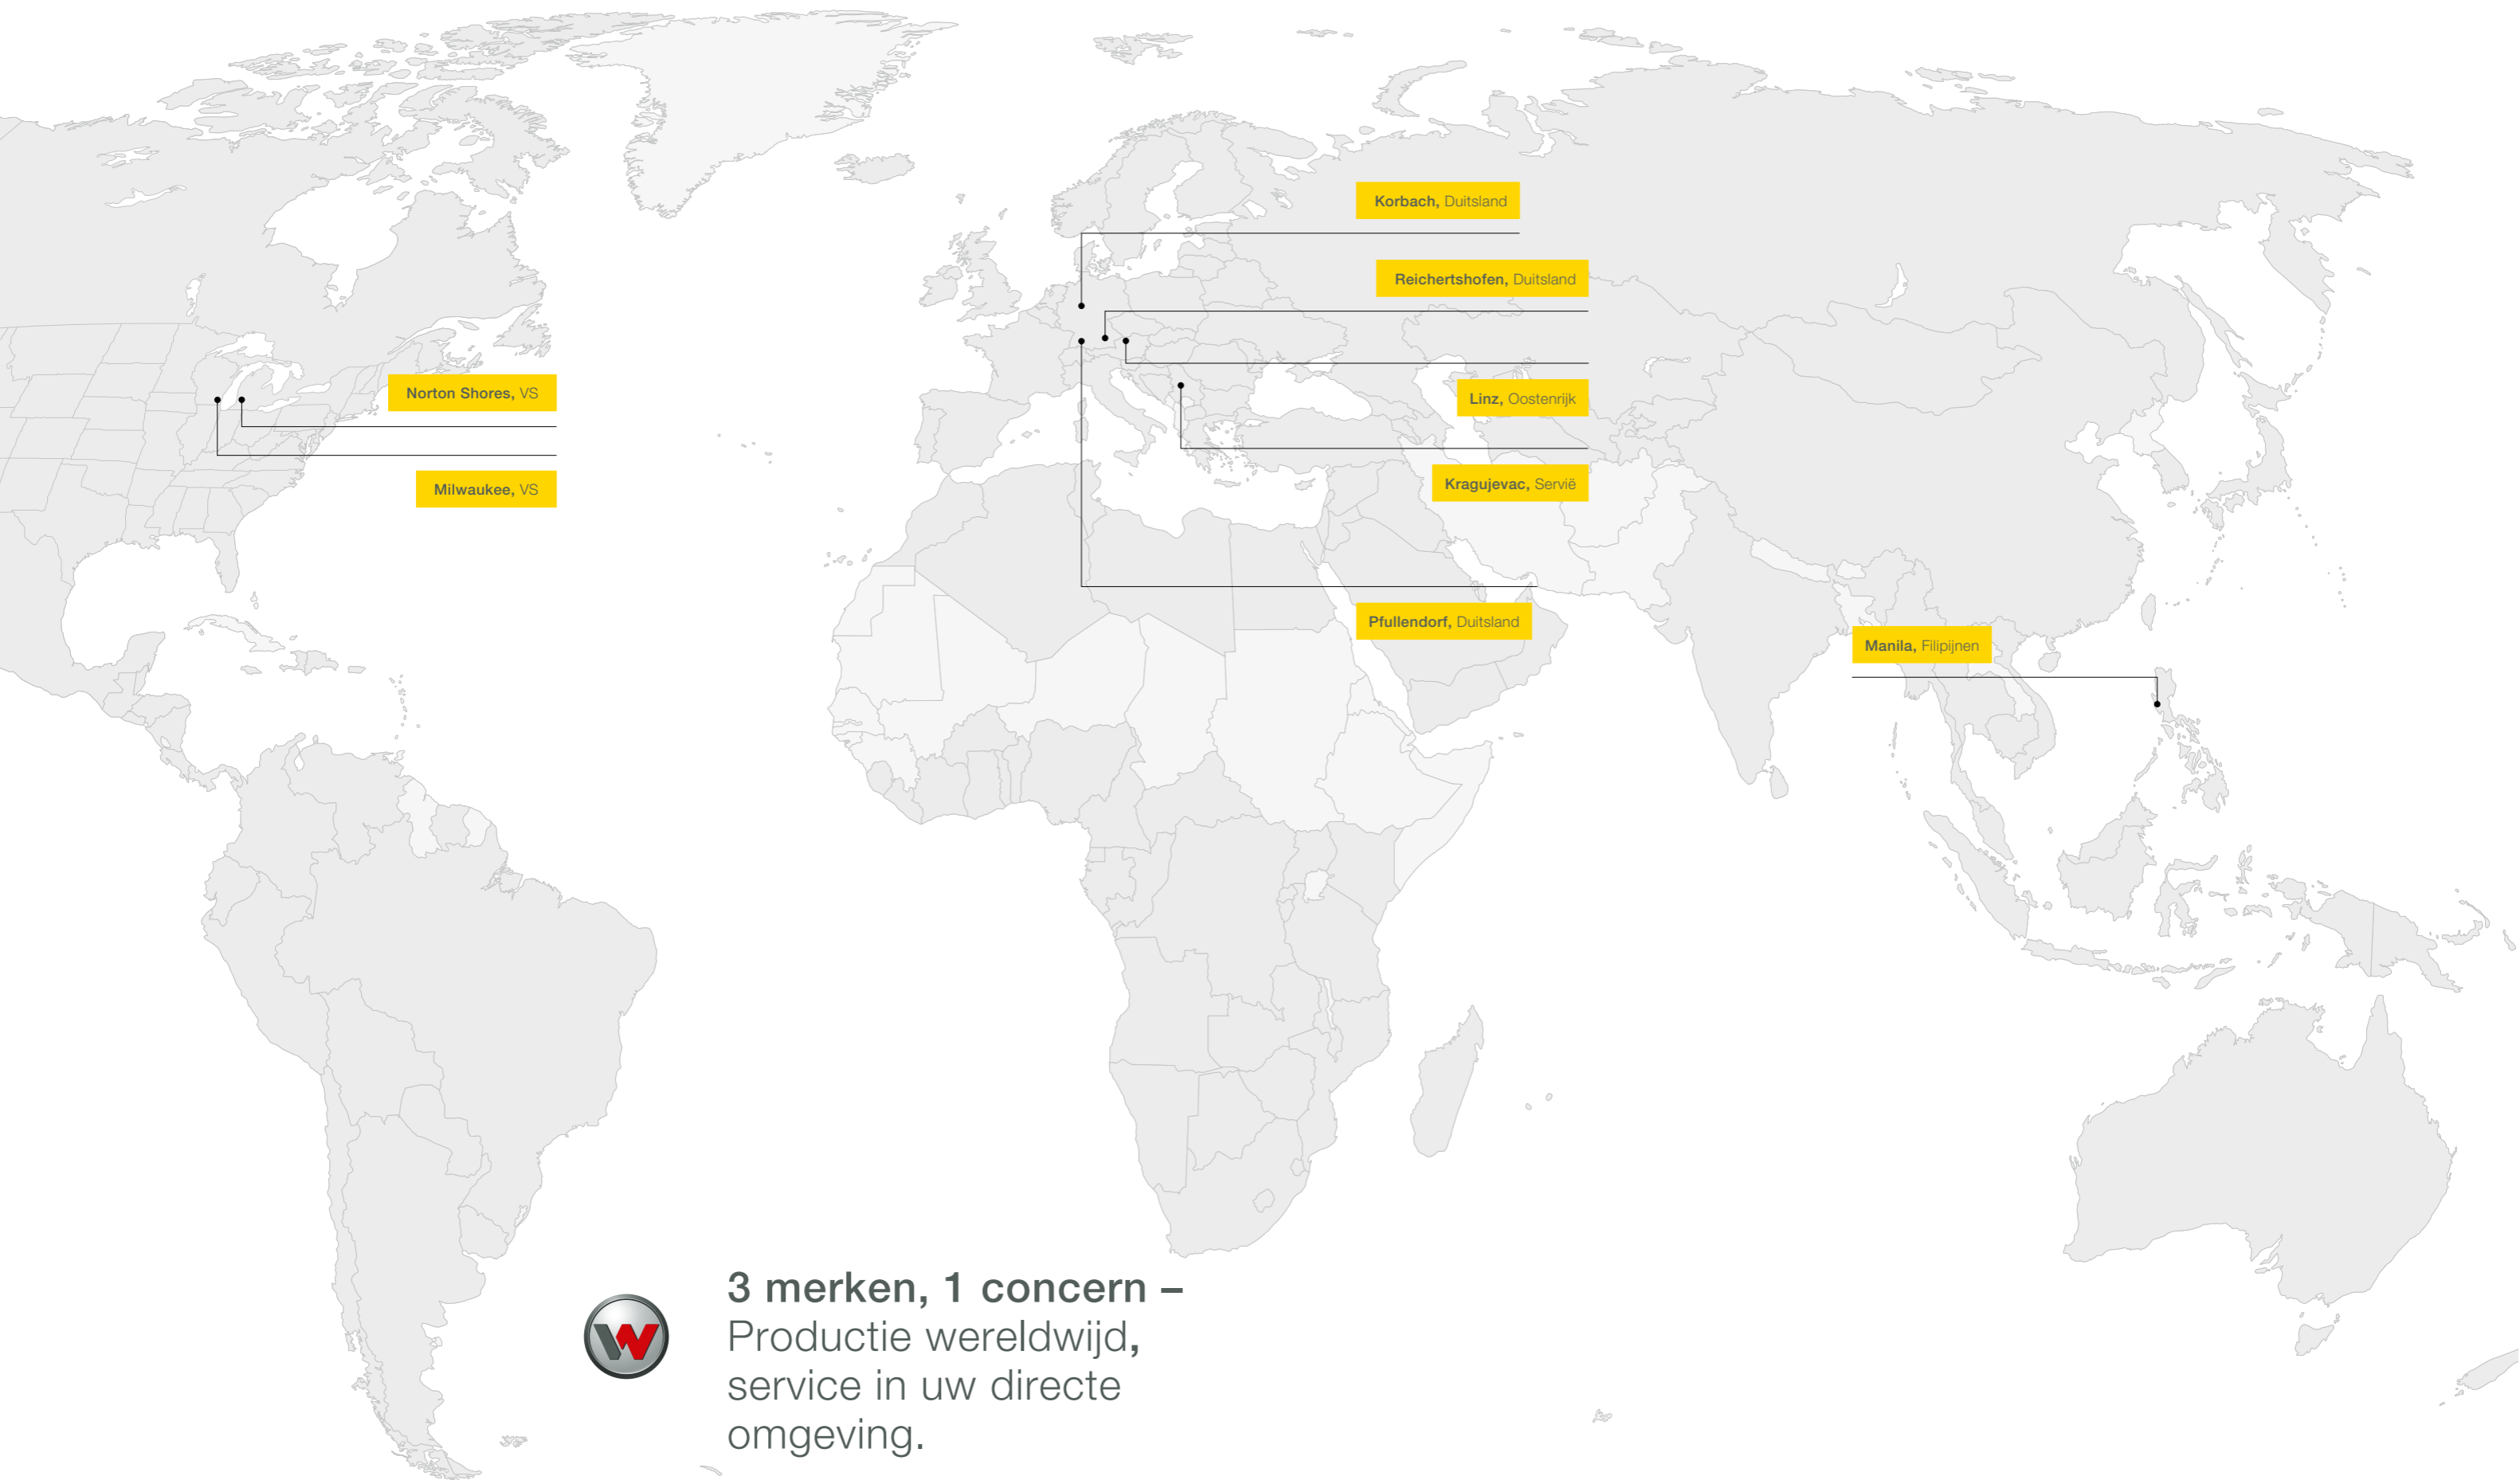 Korbach, Duitsland
Reichertshofen, Duitsland
Norton Shores, VS
Linz, Oostenrijk
Milwaukee, VS
Kragujevac, Servië
Pfullendorf, Duitsland
Manila, Filipijnen
3 merken, 1 concern –
Productie wereldwijd,
service in uw directe
omgeving.